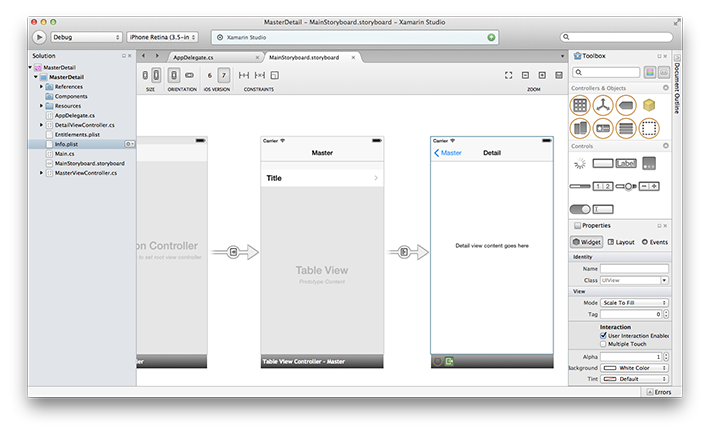 MasterDetail – MainStoryboard.storyboard – Xamarin Studio
Debug
iPhone Retina (3.5-in
Xamarin Studio
Solution
MasterDetail
MasterDetail
References
Components
Resources
AppDelegate.cs
DetailViewController.cs
Entitlements.plist
Info.plist
Main.cs
MainStoryboard.storyboard
MasterViewController.cs
AppDelegate.cs
MainStoryboard.storyboard
6 7
SIZE ORIENTATION iOS VERSION CONSTRAINTS ZOOM
on Controller
to set root view controller
ller
Carrier
Master
Title
Table View
Prototype Content
Table View Controller - Master
Carrier
Master Detail
Detail view content goes here
Toolbox
Controllers & Objects
Controls
Label
1 2
Properties
Widget Layout Events
Identity
Name
Class UIView
View
Mode Scale To Fill
Tag 0
Interaction
User Interaction Enabled
Multiple Touch
Alpha 1
Background White Color
Tint Default
Document Outline
Errors